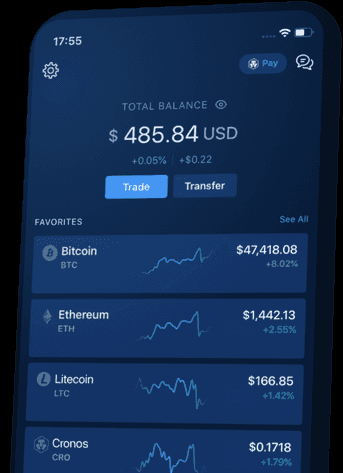 17:55
Pay
TOTAL BALANCE
$ 485.84 USD
+0.05% +$0.22
Trade Transfer
FAVORITES See All
Bitcoin $47,418.08
BTC +8.02%
Ethereum $1,442.13
ETH +2.55%
Litecoin $166.85
LTC +1.42%
Cronos $0.1718
CRO +1.79%